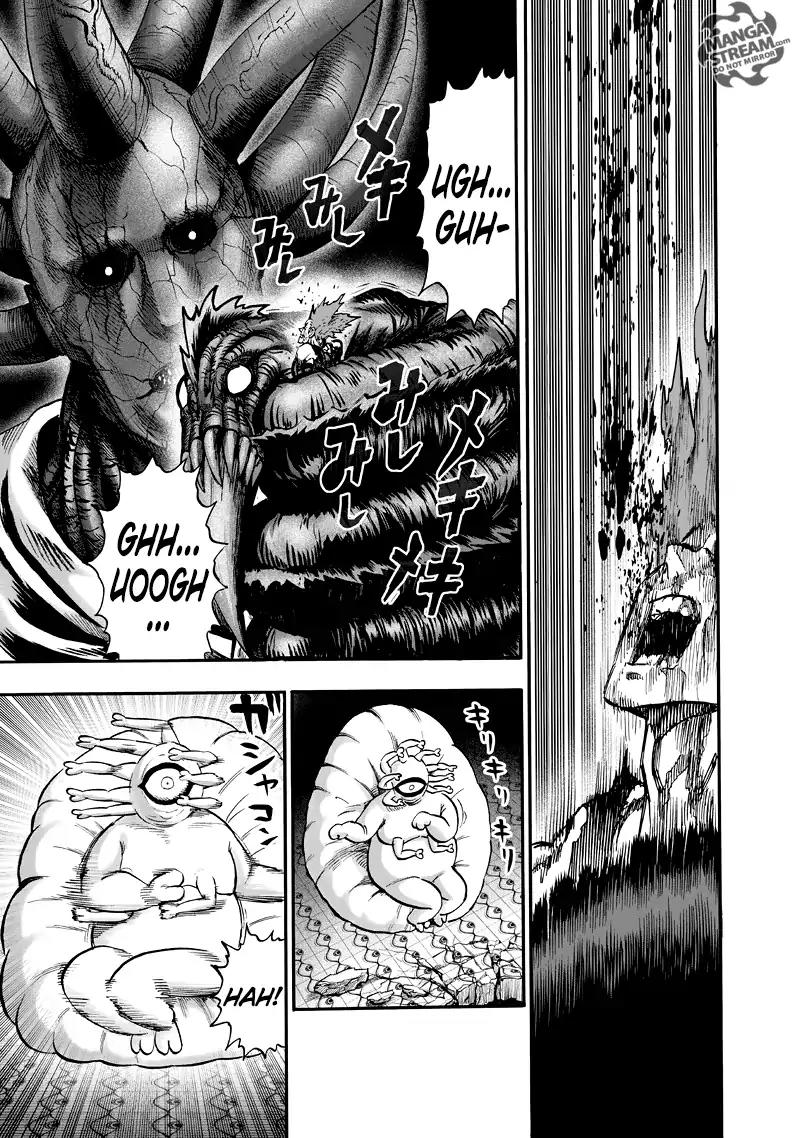 MANGA
STREAM.com
DO NOT MIRROR
UGH...
GUH-
メキ
みし
みし
みし
みし
メキ
メキ
GHH...
UOOGH
...
キリキリキリ
ガシャコン
HAH!